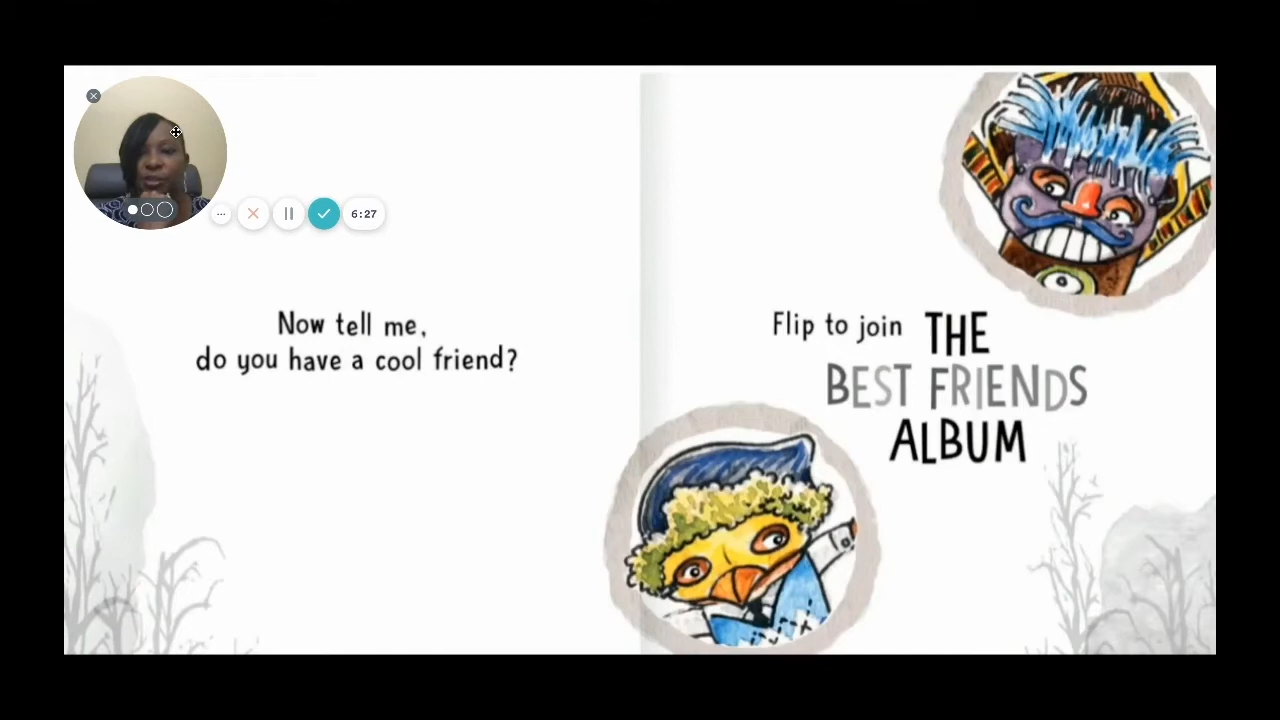 6:27
Now tell me,
do you have a cool friend?
Flip to join THE
BEST FRIENDS
ALBUM